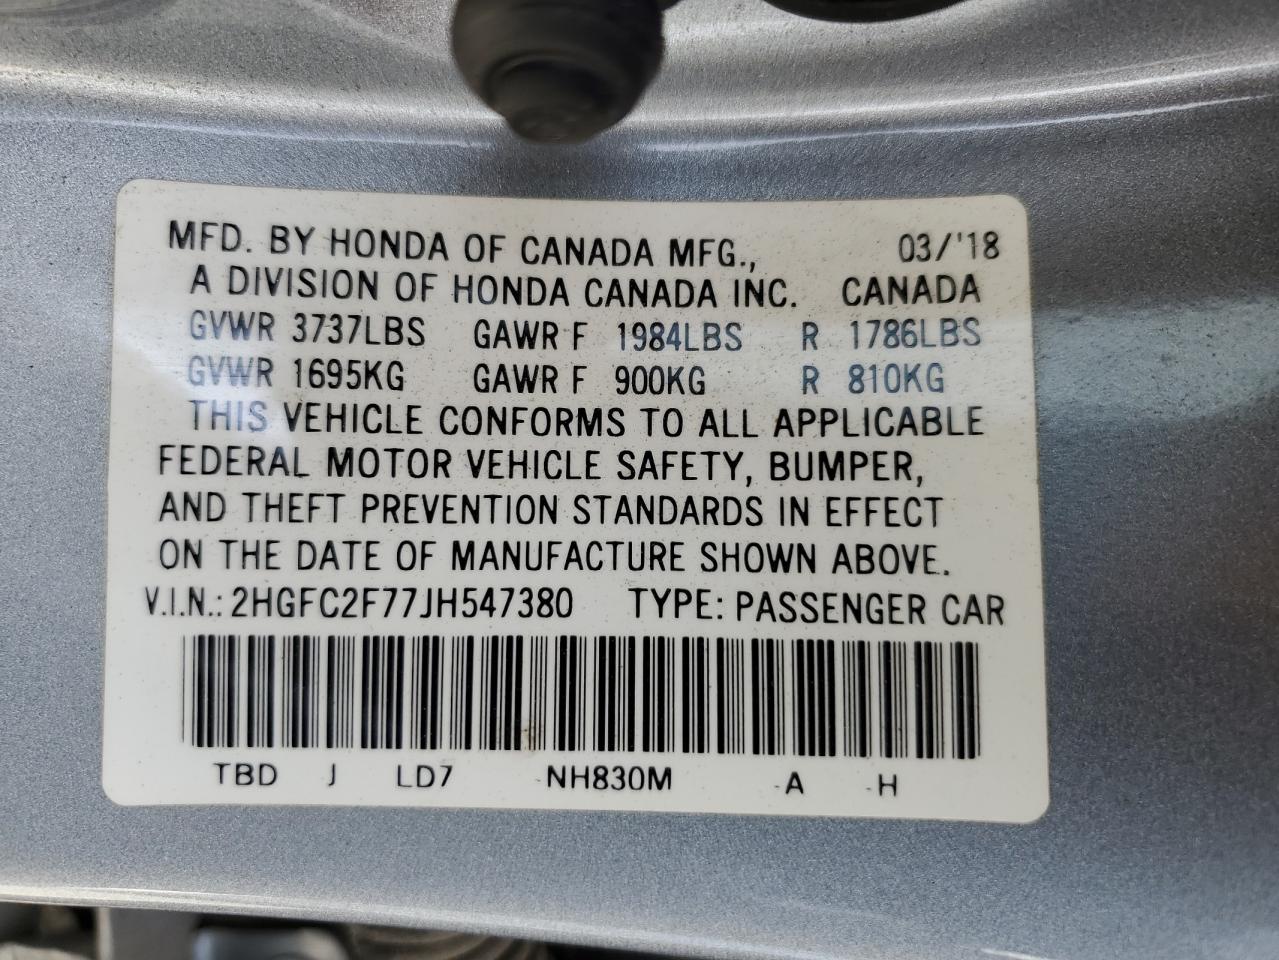 MFD. BY HONDA OF CANADA MFG., 03/'18
A DIVISION OF HONDA CANADA INC. CANADA
GVWR 3737LBS GAWR F 1984LBS R 1786LBS
GVWR 1695KG GAWR F 900KG R 810KG
THIS VEHICLE CONFORMS TO ALL APPLICABLE
FEDERAL MOTOR VEHICLE SAFETY, BUMPER,
AND THEFT PREVENTION STANDARDS IN EFFECT
ON THE DATE OF MANUFACTURE SHOWN ABOVE.
V.I.N.: 2HGFC2F77JH547380 TYPE: PASSENGER CAR
TBD J LD7 -NH830M -A -H